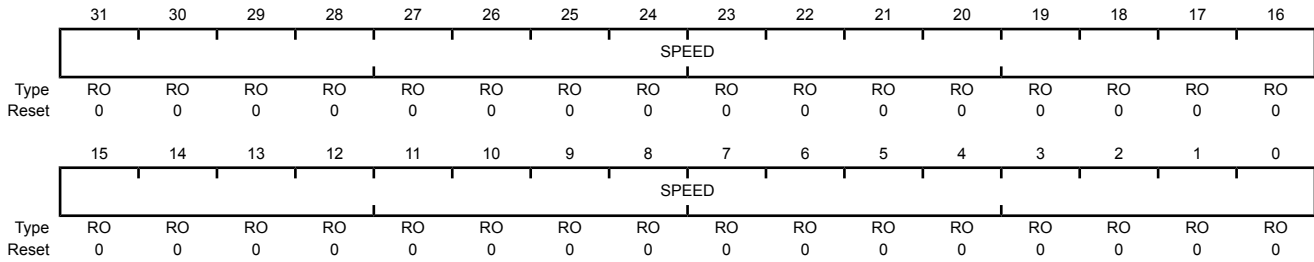 31 30 29 28 27 26 25 24 23 22 21 20 19 18 17 16
SPEED
Type RO RO RO RO RO RO RO RO RO RO RO RO RO RO RO RO
Reset 0 0 0 0 0 0 0 0 0 0 0 0 0 0 0 0
15 14 13 12 11 10 9 8 7 6 5 4 3 2 1 0
SPEED
Type RO RO RO RO RO RO RO RO RO RO RO RO RO RO RO RO
Reset 0 0 0 0 0 0 0 0 0 0 0 0 0 0 0 0